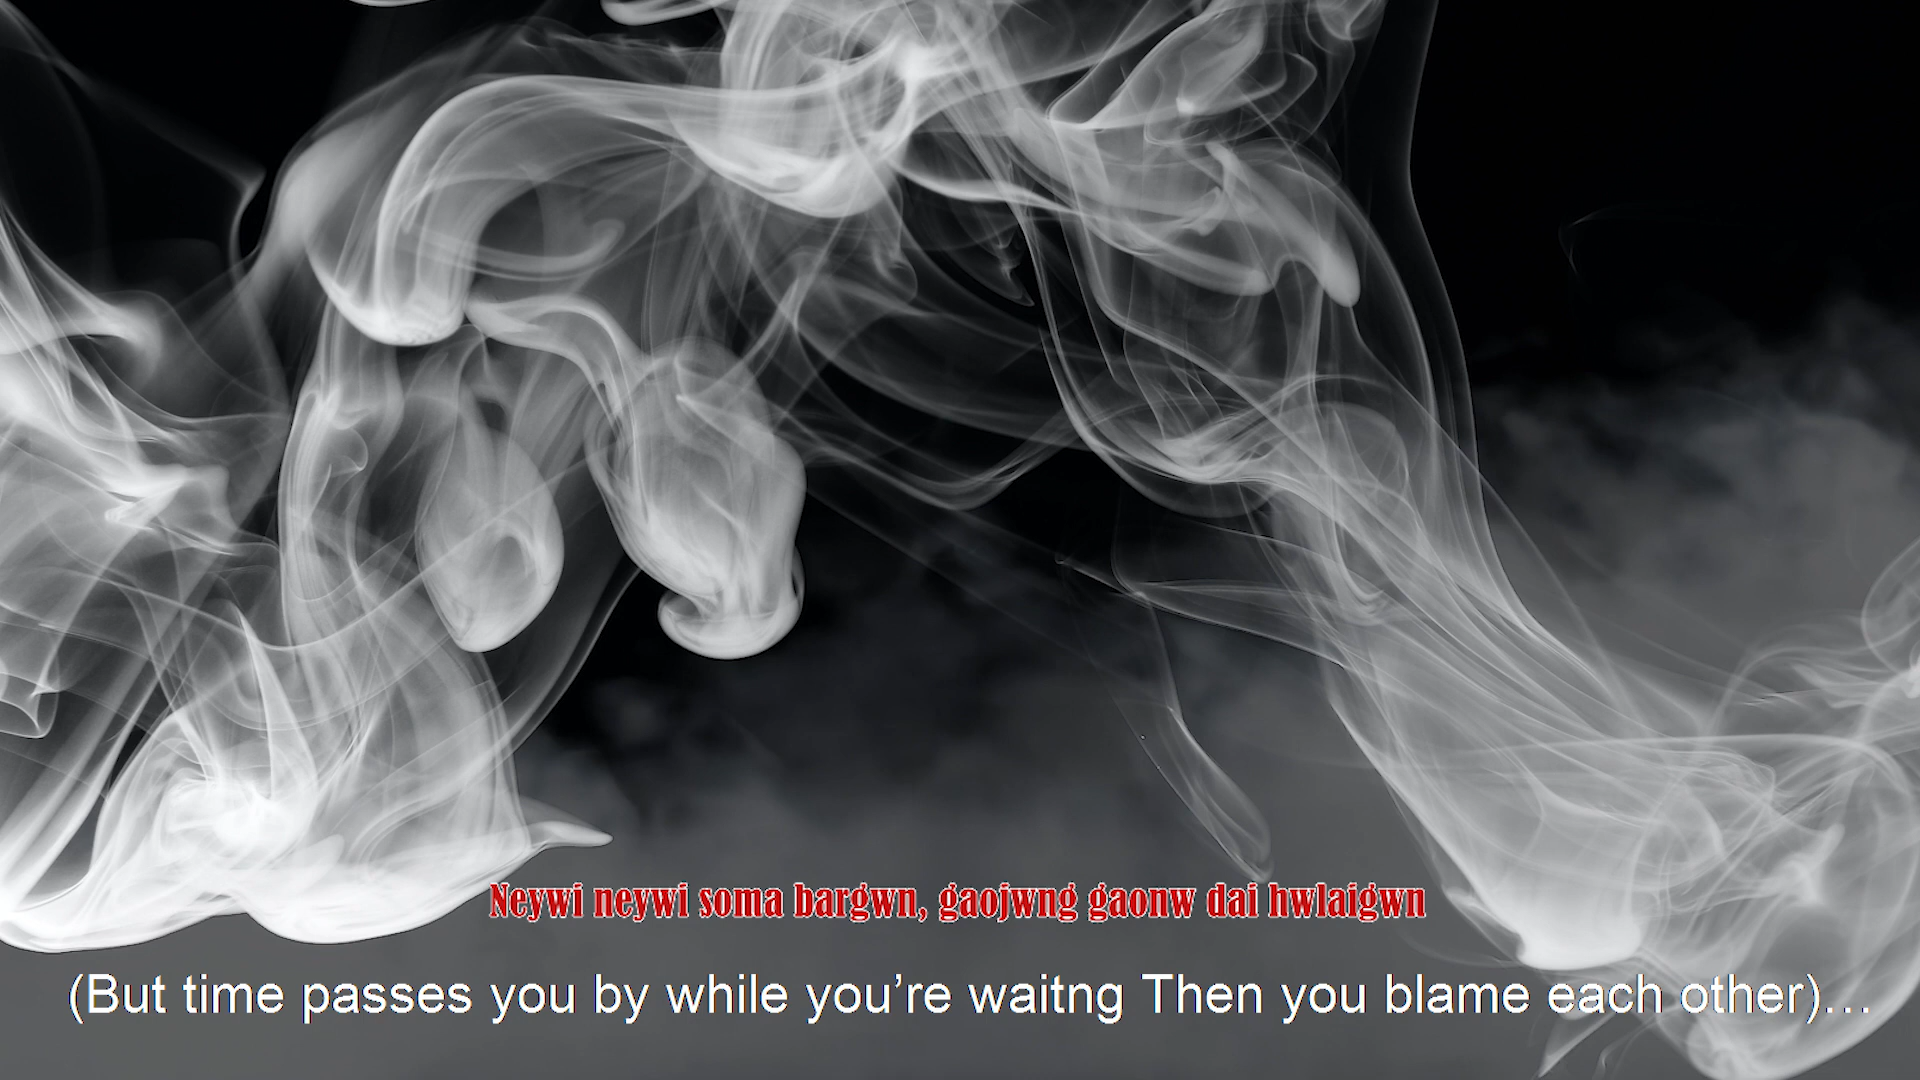 Neywi neywi soma bargwn, gaojwng gaonw dai hwlaigwn
(But time passes you by while you’re waitng Then you blame each other)…